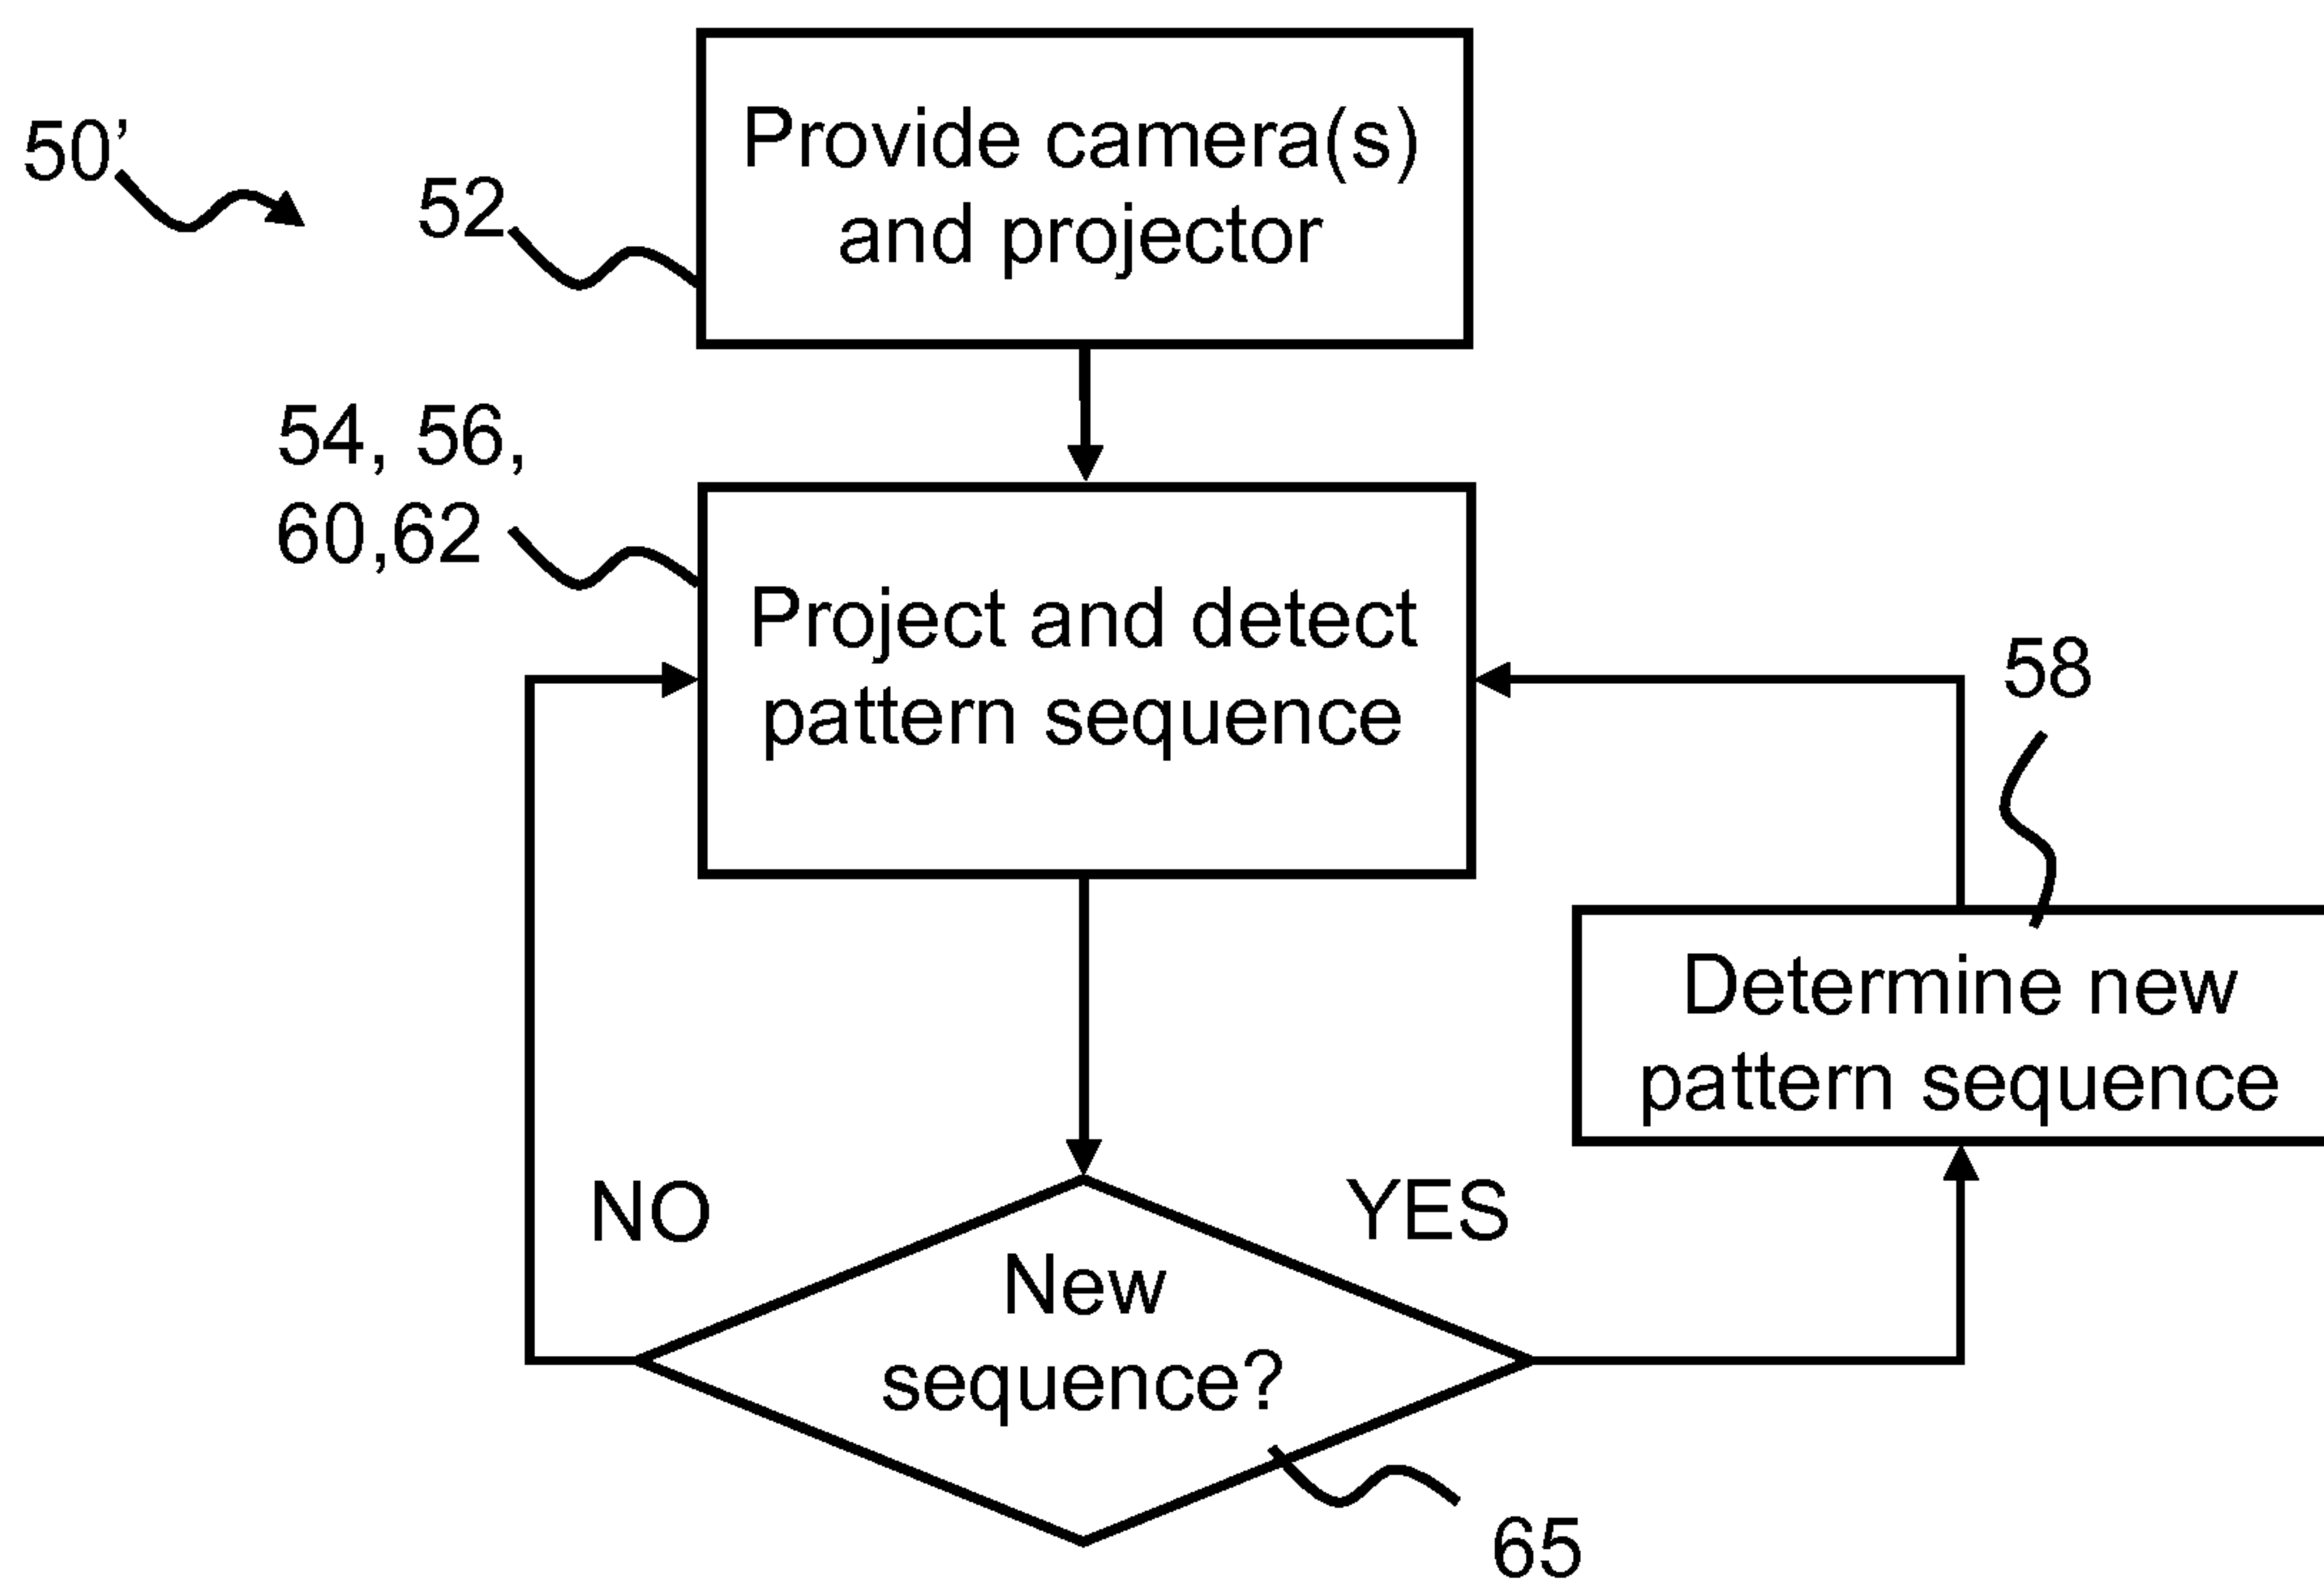 50’
52
Provide camera(s)
and projector
54, 56,
60,62
Project and detect
pattern sequence
58
Determine new
pattern sequence
NO
YES
New
sequence?
65